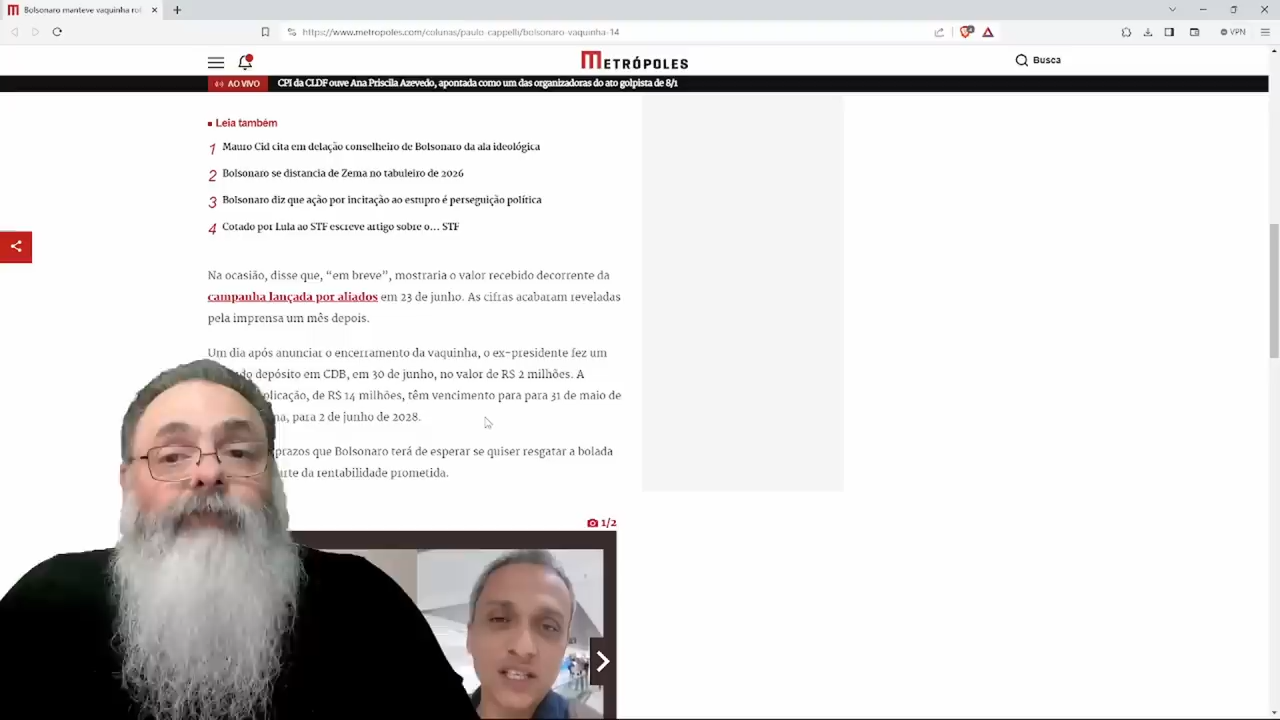 Bolsonaro manteve vaquinha
https://www.metropoles.com/colunas/paulo-cappelli/bolsonaro-vaquinha-14
VPN
METRÓPOLES
Busca
AO VIVO
CPI da CLDF ouve Ana Priscila Azevedo, apontada como um das organizadoras do ato golpista de 8/1
Leia também
1 Mauro Cid cita em delação conselheiro de Bolsonaro da ala ideológica
2 Bolsonaro se distancia de Zema no tabuleiro de 2026
3 Bolsonaro diz que ação por incitação ao estupro é perseguição política
4 Cotado por Lula ao STF escreve artigo sobre o… STF
Na ocasião, disse que, “em breve”, mostraria o valor recebido decorrente da
campanha lançada por aliados em 23 de junho. As cifras acabaram reveladas
pela imprensa um mês depois.
Um dia após anunciar o encerramento da vaquinha, o ex-presidente fez um
depósito em CDB, em 30 de junho, no valor de R$ 2 milhões. A
de R$ 14 milhões, têm vencimento para para 31 de maio de
para 2 de junho de 2028.
prazos que Bolsonaro terá de esperar se quiser resgatar a bolada
da rentabilidade prometida.
1/2